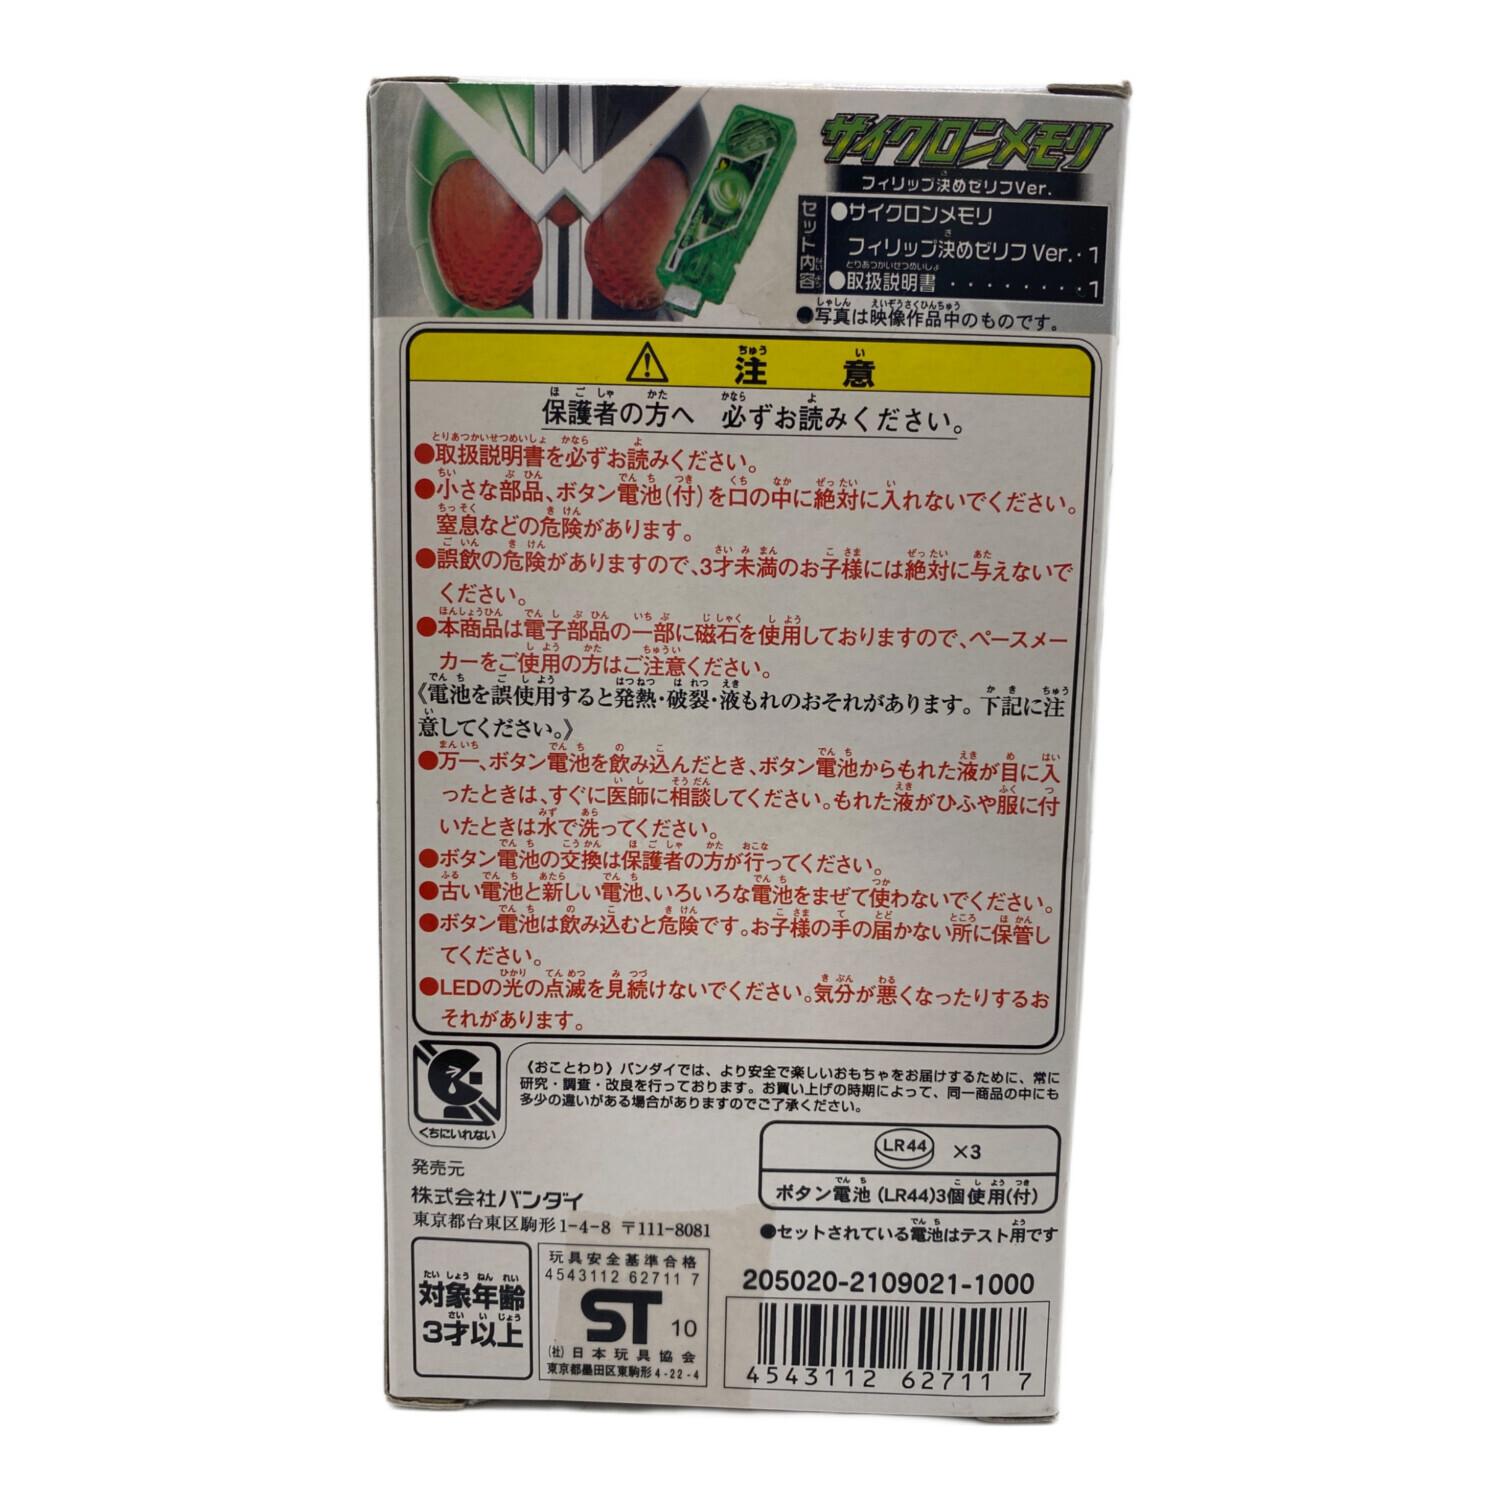 サイクロンメモリ
フィリップ決めゼリフVer.
セット内容
●サイクロンメモリ
フィリップ決めゼリフVer.・1
●取扱説明書・・・・・・・・・1
●写真は映像作品中のものです。
注意
保護者の方へ 必ずお読みください。
●取扱説明書を必ずお読みください。
●小さな部品、ボタン電池(付)を口の中に絶対に入れないでください。
窒息などの危険があります。
●誤飲の危険がありますので、3才未満のお子様には絶対に与えないで
ください。
●本商品は電子部品の一部に磁石を使用しておりますので、ペースメー
カーをご使用の方はご注意ください。
《電池を誤使用すると発熱・破裂・液もれのおそれがあります。下記に注
意してください。》
●万一、ボタン電池を飲み込んだとき、ボタン電池からもれた液が目に入
ったときは、すぐに医師に相談してください。もれた液がひふや服に付
いたときは水で洗ってください。
●ボタン電池の交換は保護者の方が行ってください。
●古い電池と新しい電池、いろいろな電池をまぜて使わないでください。
●ボタン電池は飲み込むと危険です。お子様の手の届かない所に保管し
てください。
●LEDの光の点滅を見続けないでください。気分が悪くなったりするお
それがあります。
くちにいれない
《おことわり》バンダイでは、より安全で楽しいおもちゃをお届けするために、常に
研究・調査・改良を行っております。お買い上げの時期によって、同一商品の中にも
多少の違いがある場合がありますのでご了承ください。
LR44 ×3
ボタン電池(LR44)3個使用(付)
●セットされている電池はテスト用です
発売元
株式会社バンダイ
東京都台東区駒形1-4-8 〒111-8081
対象年齢
3才以上
玩具安全基準合格
4543112 62711 7
ST 10
(社)日本玩具協会
東京都墨田区東駒形4-22-4
205020-2109021-1000
4543112 62711 7